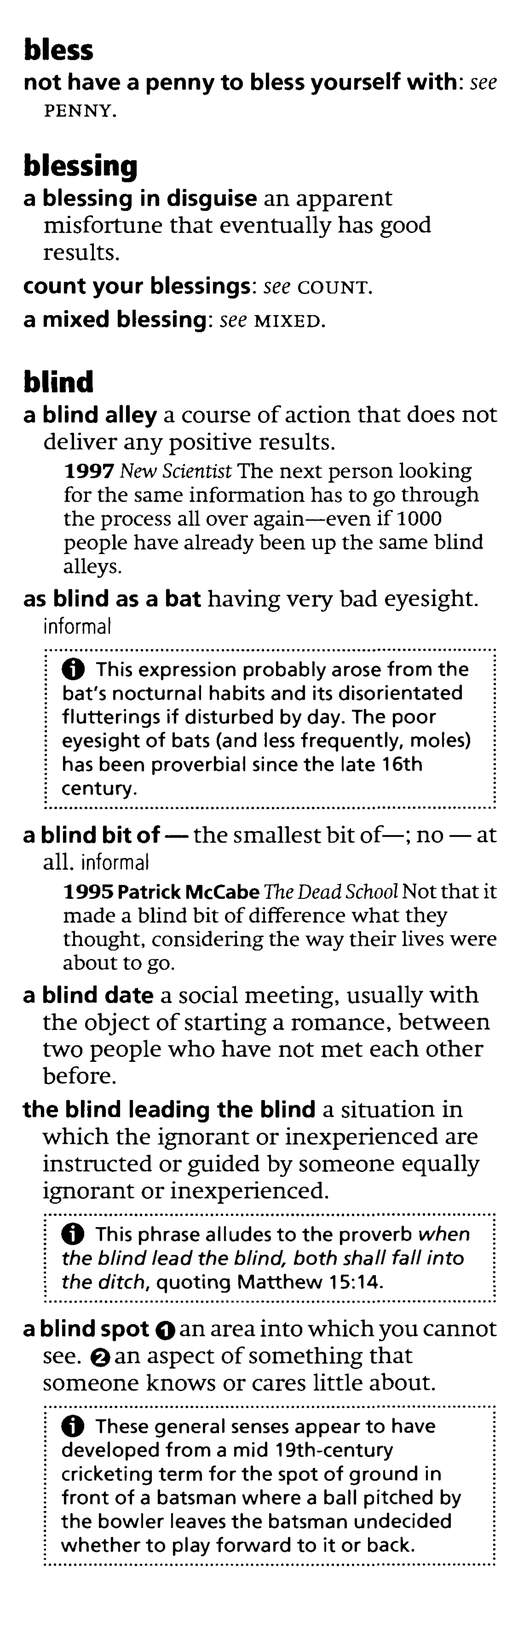 bless
not have a penny to bless yourself with: see
PENNY.
blessing
a blessing in disguise an apparent
misfortune that eventually has good
results.
count your blessings: see COUNT.
a mixed blessing: see MIXED.
blind
a blind alley a course of action that does not
deliver any positive results.
1997 New Scientist The next person looking
for the same information has to go through
the process all over again—even if 1000
people have already been up the same blind
alleys.
as blind as a bat having very bad eyesight.
informal
ⓘ This expression probably arose from the
bat's nocturnal habits and its disorientated
flutterings if disturbed by day. The poor
eyesight of bats (and less frequently, moles)
has been proverbial since the late 16th
century.
a blind bit of — the smallest bit of—; no — at
all. informal
1995 Patrick McCabe The Dead School Not that it
made a blind bit of difference what they
thought, considering the way their lives were
about to go.
a blind date a social meeting, usually with
the object of starting a romance, between
two people who have not met each other
before.
the blind leading the blind a situation in
which the ignorant or inexperienced are
instructed or guided by someone equally
ignorant or inexperienced.
ⓘ This phrase alludes to the proverb when
the blind lead the blind, both shall fall into
the ditch, quoting Matthew 15:14.
a blind spot ❶ an area into which you cannot
see. ❷ an aspect of something that
someone knows or cares little about.
ⓘ These general senses appear to have
developed from a mid 19th-century
cricketing term for the spot of ground in
front of a batsman where a ball pitched by
the bowler leaves the batsman undecided
whether to play forward to it or back.